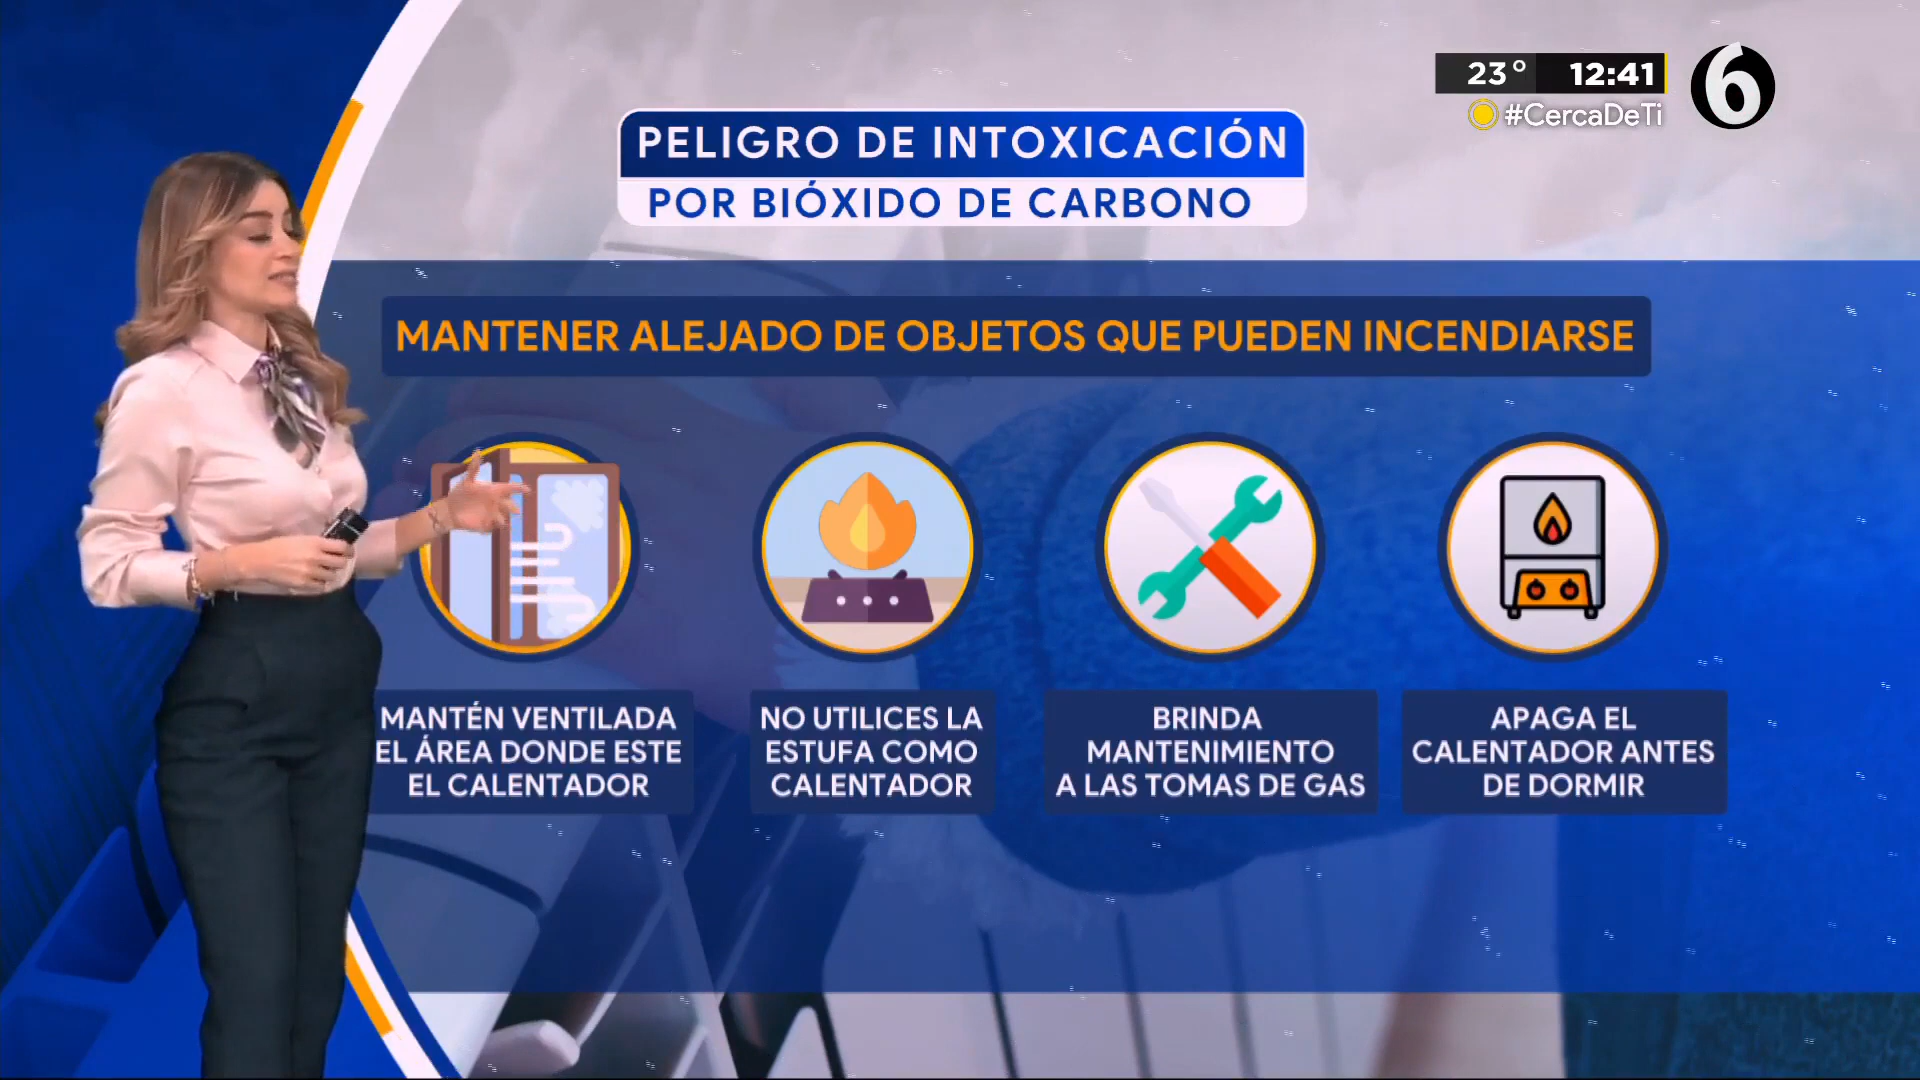 23° 12:41
6
#CercaDeTi
PELIGRO DE INTOXICACIÓN
POR BIÓXIDO DE CARBONO
MANTENER ALEJADO DE OBJETOS QUE PUEDEN INCENDIARSE
MANTÉN VENTILADA
EL ÁREA DONDE ESTE
EL CALENTADOR
NO UTILICES LA
ESTUFA COMO
CALENTADOR
BRINDA
MANTENIMIENTO
A LAS TOMAS DE GAS
APAGA EL
CALENTADOR ANTES
DE DORMIR